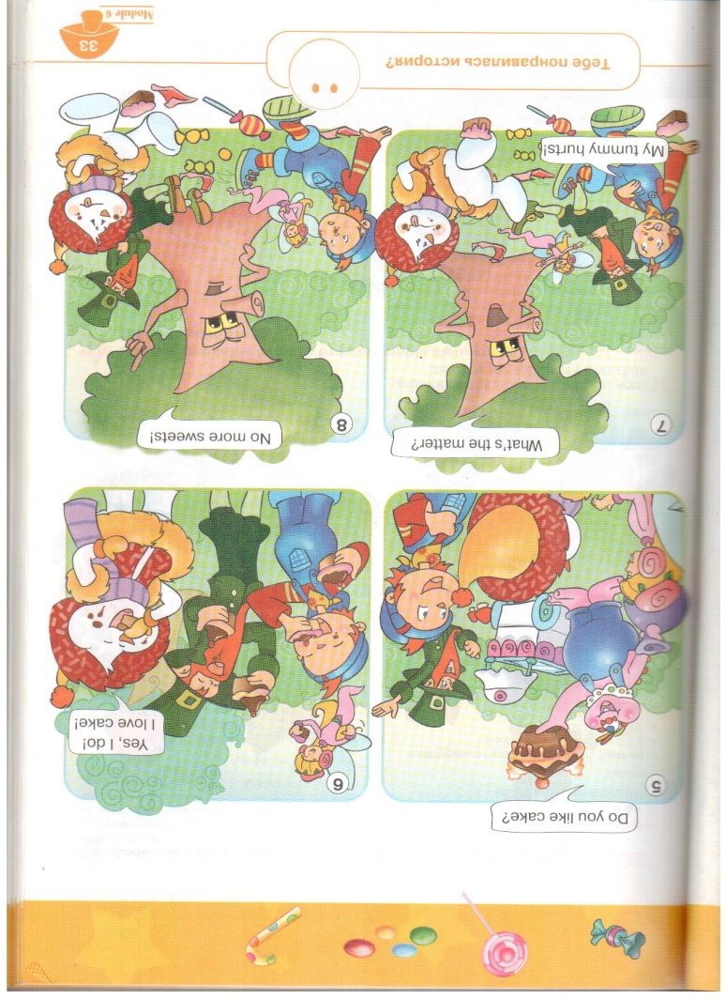 Do you like cake?
5
Yes, I do!
I love cake!
6
What's the matter?
7
My tummy hurts!
No more sweets!
8
Тебе понравилась история?
33
Module 6